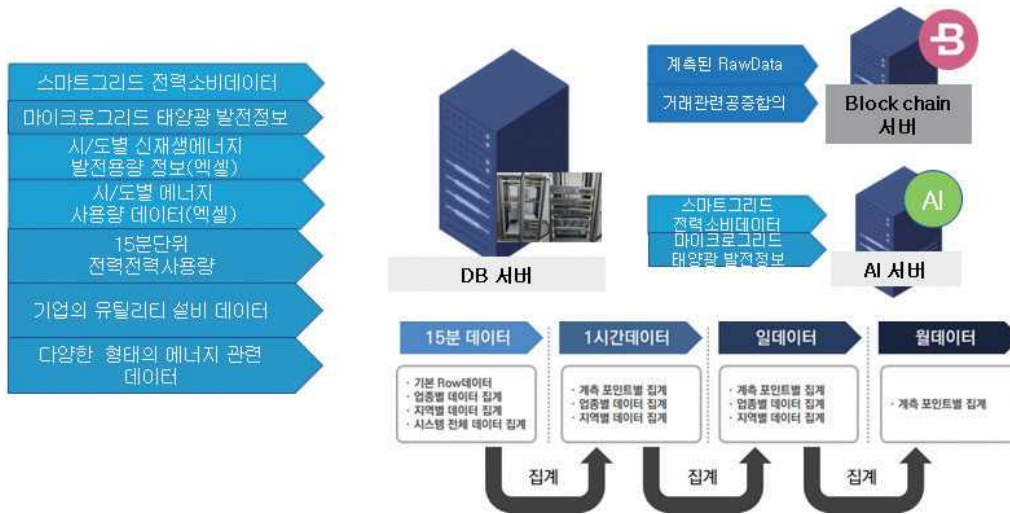 스마트그리드 전력소비데이터
마이크로그리드 태양광 발전정보
시/도별 신재생에너지
발전용량 정보(엑셀)
시/도별 에너지
사용량 데이터(엑셀)
15분단위
전력전력사용량
기업의 유틸리티 설비 데이터
다양한 형태의 에너지 관련
데이터
DB 서버
계측된 RawData
거래관련공증합의
B
Block chain
서버
스마트그리드
전력소비데이터
마이크로그리드
태양광 발전정보
AI
AI 서버
15분 데이터
· 기본 Row데이터
· 업종별 데이터 집계
· 지역별 데이터 집계
· 시스템 전체 데이터 집계
1시간데이터
· 계측 포인트별 집계
· 업종별 데이터 집계
· 지역별 데이터 집계
일데이터
· 계측 포인트별 집계
· 업종별 데이터 집계
· 지역별 데이터 집계
월데이터
· 계측 포인트별 집계
집계
집계
집계